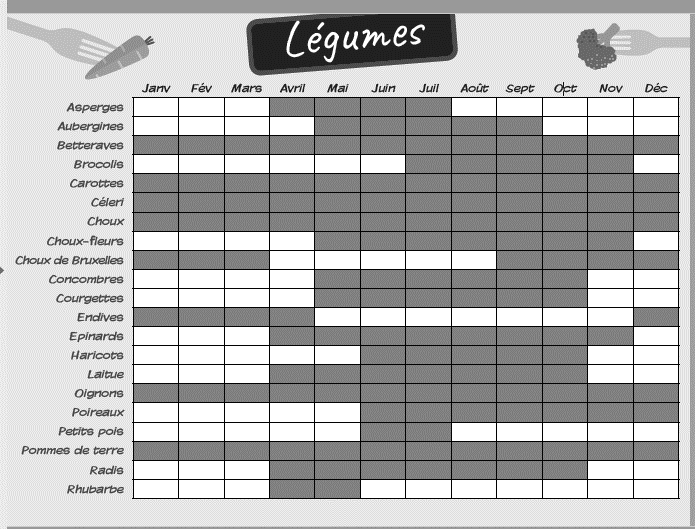 Légumes
Janv Fév Mars Avril Mai Juin Juil Août Sept Oct Nov Déc
Asperges
Aubergines
Betteraves
Brocolis
Carottes
Céleri
Choux
Choux-fleurs
Choux de Bruxelles
Concombres
Courgettes
Endives
Epinards
Haricots
Laitue
Oignons
Poireaux
Petits pois
Pommes de terre
Radis
Rhubarbe